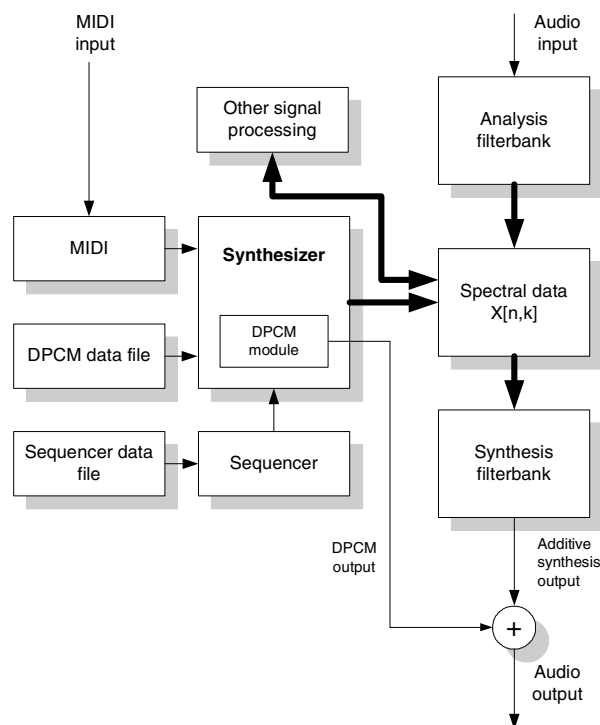 MIDI
input
Audio
input
Other signal
processing
Analysis
filterbank
MIDI
Synthesizer
Spectral data
X[n,k]
DPCM data file
DPCM
module
Sequencer data
file
Sequencer
Synthesis
filterbank
DPCM
output
Additive
synthesis
output
+
Audio
output